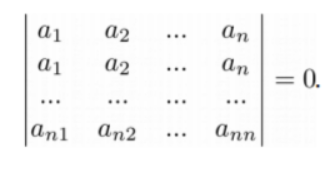 a₁ a₂ ... aₙ
a₁ a₂ ... aₙ
... ... ... ... = 0.
aₙ₁ aₙ₂ ... aₙₙ